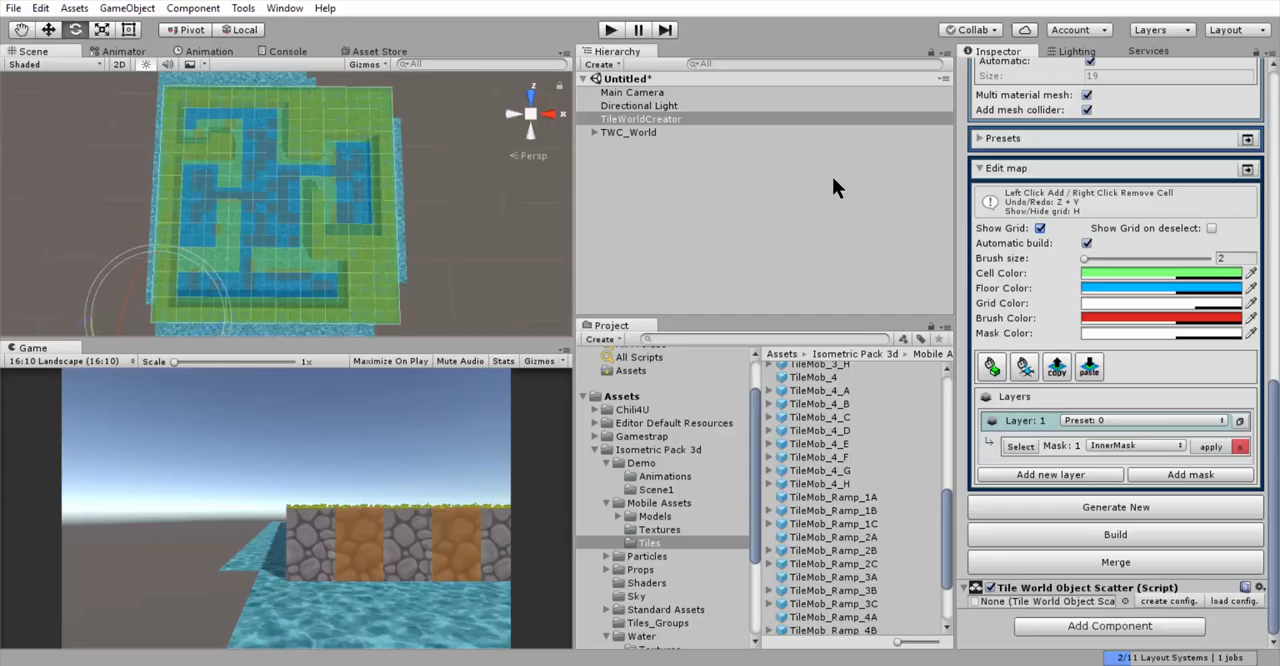 File Edit Assets GameObject Component Tools Window Help
Pivot Local Collab Account Layers Layout
Scene Animator Animation Console Asset Store
Shaded 2D Gizmos All
z
x
Persp
Game
16:10 Landscape (16:10) Scale 1x Maximize On Play Mute Audio Stats Gizmos
Hierarchy
Create All
Untitled*
Main Camera
Directional Light
TileWorldCreator
TWC_World
Project
Create
All Scripts
Assets
Assets
Chili4U
Editor Default Resources
Gamestrap
Isometric Pack 3d
Demo
Animations
Scene1
Mobile Assets
Models
Textures
Tiles
Particles
Props
Shaders
Sky
Standard Assets
Tiles_Groups
Water
Assets Isometric Pack 3d Mobile A
TileMob_3_H
TileMob_4
TileMob_4_A
TileMob_4_B
TileMob_4_C
TileMob_4_D
TileMob_4_E
TileMob_4_F
TileMob_4_G
TileMob_4_H
TileMob_Ramp_1A
TileMob_Ramp_1B
TileMob_Ramp_1C
TileMob_Ramp_2A
TileMob_Ramp_2B
TileMob_Ramp_2C
TileMob_Ramp_3A
TileMob_Ramp_3B
TileMob_Ramp_3C
TileMob_Ramp_4A
TileMob_Ramp_4B
Inspector Lighting Services
Automatic:
Size: 19
Multi material mesh:
Add mesh collider:
Presets
Edit map
Left Click Add / Right Click Remove Cell
Undo/Redo: Z + Y
Show/Hide grid: H
Show Grid: Show Grid on deselect:
Automatic build:
Brush size: 2
Cell Color:
Floor Color:
Grid Color:
Brush Color:
Mask Color:
copy paste
Layers
Layer: 1 Preset: 0
Select Mask: 1 InnerMask apply x
Add new layer Add mask
Generate New
Build
Merge
Tile World Object Scatter (Script)
None (Tile World Object Sca create config. load config.
Add Component
2/11 Layout Systems | 1 jobs